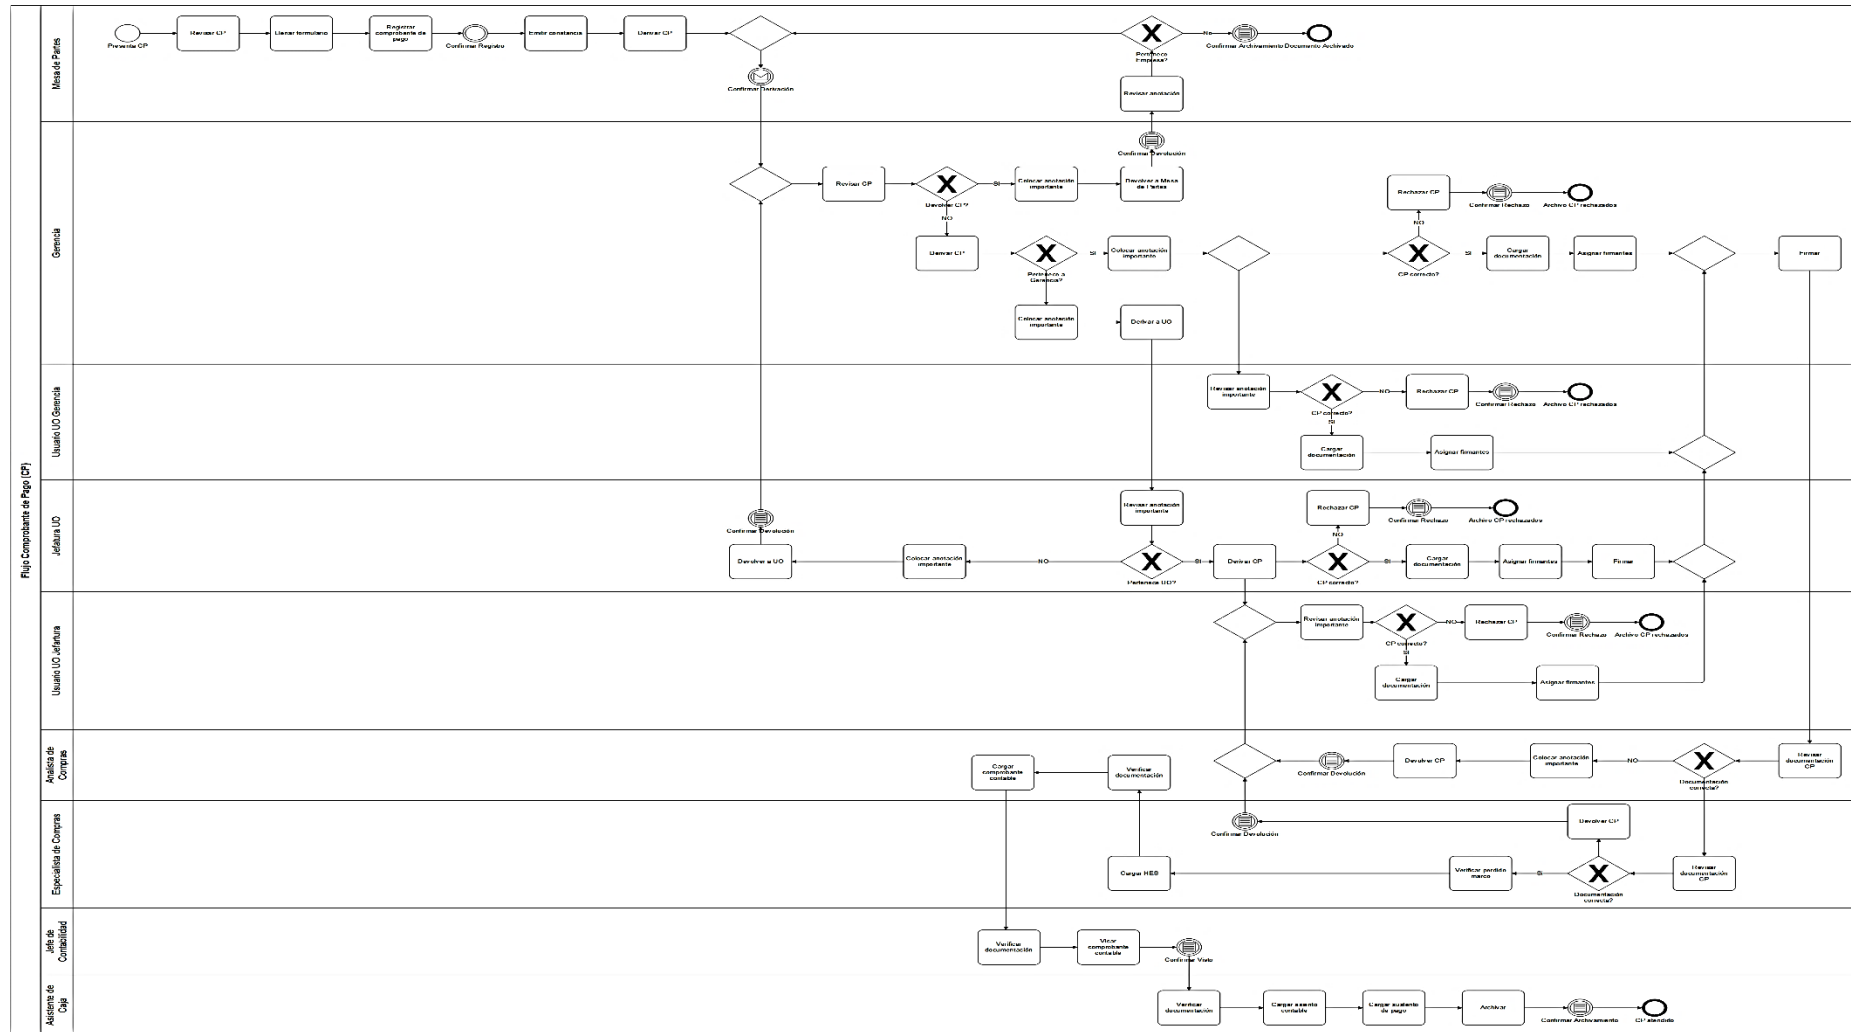 Flujo Comprobante de Pago [CP]
Mesa de Partes
Presenta CP
Revisar CP
Llenar formulario
Registrar
comprobante de
pago
Confirmar Registro
Emitir constancia
Derivar CP
Confirmar Derivación
Pertenece
Empresa?
No
Confirmar Archivamiento
Documento Archivado
Revisar anotación
Gerencia
Confirmar Devolución
Revisar CP
Devolver CP?
SI
Colocar anotación
importante
Devolver a Mesa
de Partes
NO
Derivar CP
Pertenece a
Gerencia?
SI
Colocar anotación
importante
Colocar anotación
importante
Derivar a UO
Rechazar CP
Confirmar Rechazo
Archivo CP rechazados
NO
CP correcto?
SI
Cargar
documentación
Asignar firmantes
Firmar
Usuario UO Gerencia
Revisar anotación
importante
CP correcto?
NO
Rechazar CP
Confirmar Rechazo
Archivo CP rechazados
SI
Cargar
documentación
Asignar firmantes
Jefatura UO
Confirmar Devolución
Devolver a UO
Colocar anotación
importante
NO
Revisar anotación
importante
Pertenece UO?
SI
Derivar CP
Rechazar CP
Confirmar Rechazo
Archivo CP rechazados
NO
CP correcto?
SI
Cargar
documentación
Asignar firmantes
Firmar
Usuario UO Jefartura
Revisar anotación
importante
CP correcto?
NO
Rechazar CP
Confirmar Rechazo
Archivo CP rechazados
SI
Cargar
documentación
Asignar firmantes
Analista de
Compras
Cargar
comprobante
contable
Verificar
documentación
Confirmar Devolución
Devolver CP
Colocar anotación
importante
NO
Documentación
correcta?
Revisar
documentación
CP
Especialista de Compras
Confirmar Devolución
Devolver CP
Cargar HES
Verificar perdido
marco
Si
Documentación
correcta?
Revisar
documentación
CP
Jefe de
Contabilidad
Verificar
documentación
Visar
comprobante
contable
Confirmar Visto
Asistente de
Caja
Verificar
documentación
Cargar asiento
contable
Cargar sustento
de pago
Archivar
Confirmar Archivamiento
CP atendido